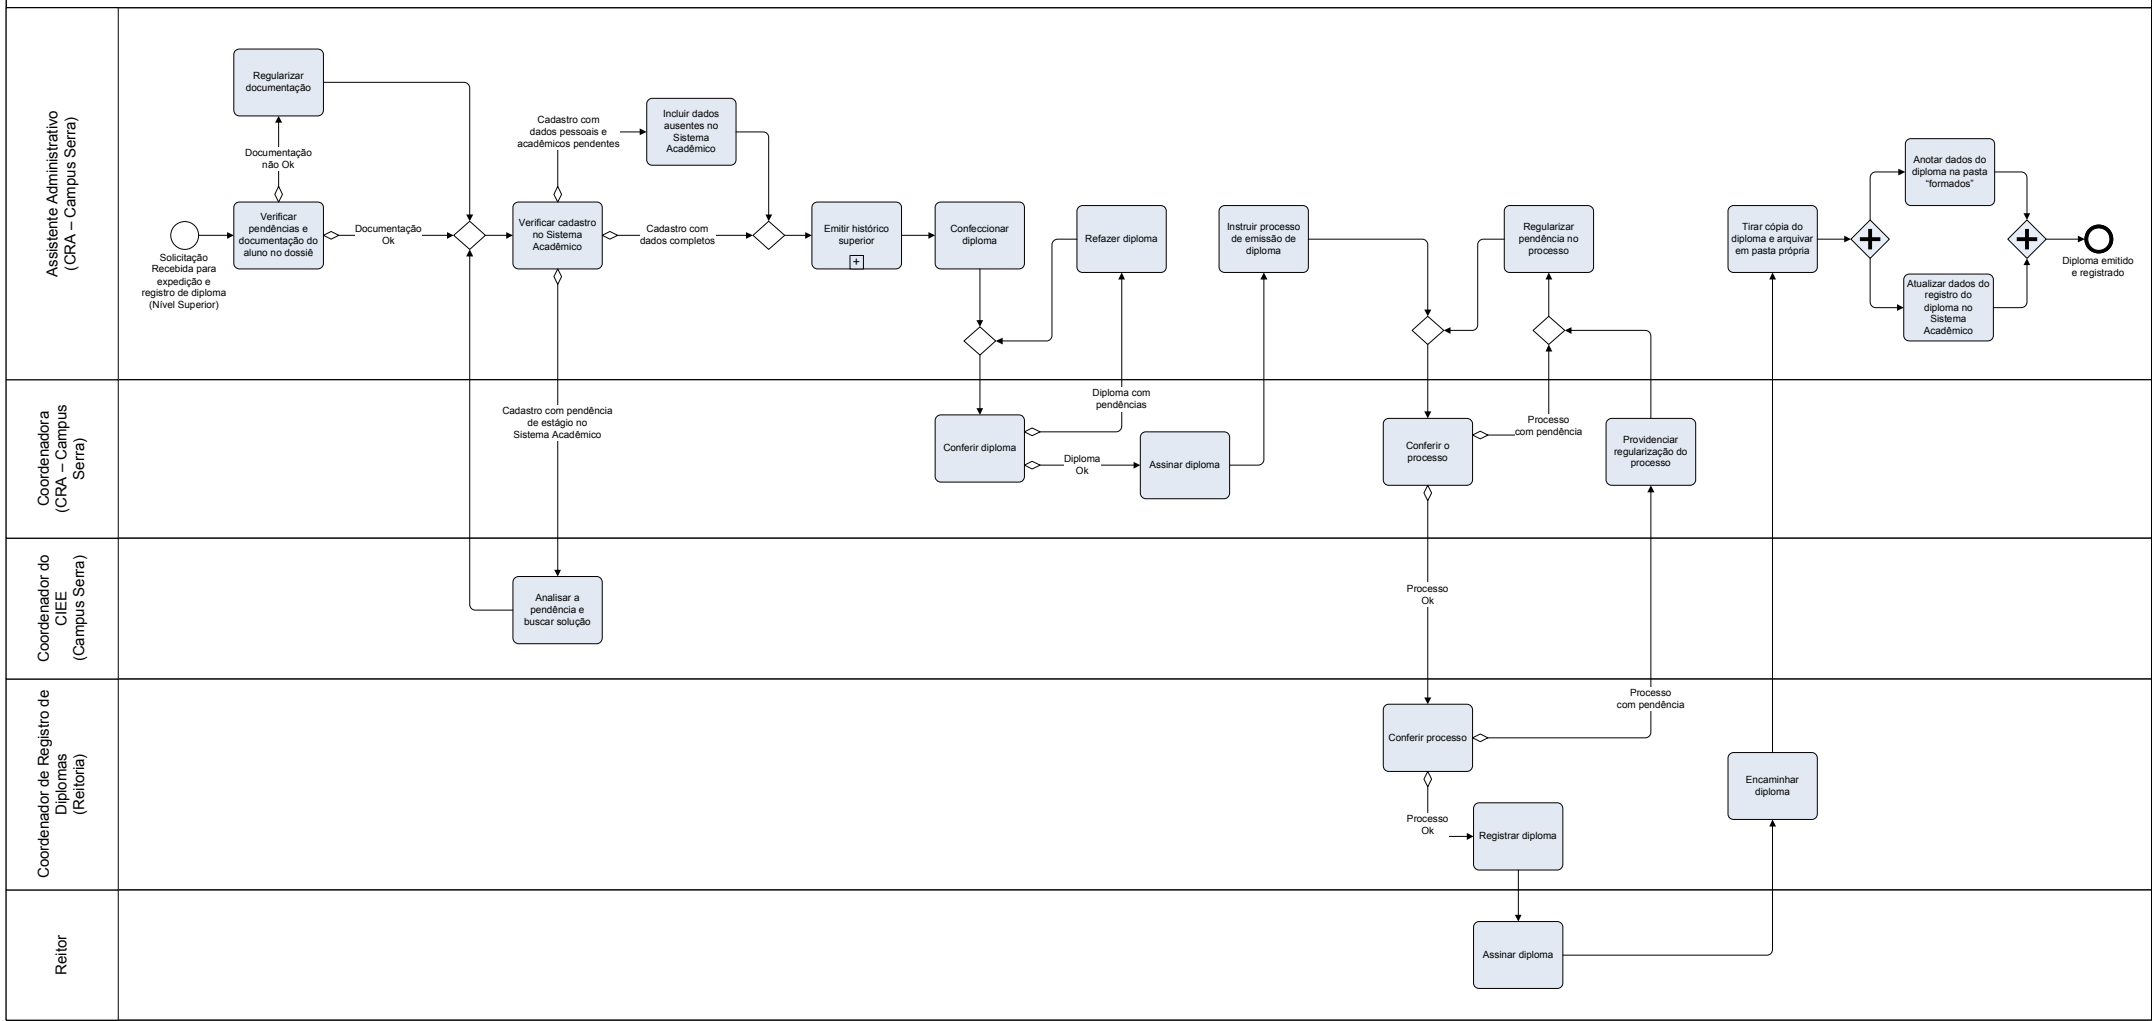 Assistente Administrativo
(CRA – Campus Serra)
Regularizar
documentação
Documentação
não Ok
Verificar
pendências e
documentação do
aluno no dossiê
Solicitação
Recebida para
expedição e
registro de diploma
(Nível Superior)
Documentação
Ok
Cadastro com
dados pessoais e
acadêmicos pendentes
Incluir dados
ausentes no
Sistema
Acadêmico
Verificar cadastro
no Sistema
Acadêmico
Cadastro com
dados completos
Emitir histórico
superior
Confeccionar
diploma
Refazer diploma
Instruir processo
de emissão de
diploma
Regularizar
pendência no
processo
Tirar cópia do
diploma e arquivar
em pasta própria
Anotar dados do
diploma na pasta
“formados”
Atualizar dados do
registro do
diploma no
Sistema
Acadêmico
Diploma emitido
e registrado
Coordenadora
(CRA – Campus
Serra)
Cadastro com pendência
de estágio no
Sistema Acadêmico
Conferir diploma
Diploma com
pendências
Diploma
Ok
Assinar diploma
Conferir o
processo
Processo
com pendência
Providenciar
regularização do
processo
Coordenador do
CIEE
(Campus Serra)
Analisar a
pendência e
buscar solução
Processo
Ok
Coordenador de Registro de
Diplomas
(Reitoria)
Processo
com pendência
Conferir processo
Processo
Ok
Registrar diploma
Encaminhar
diploma
Reitor
Assinar diploma